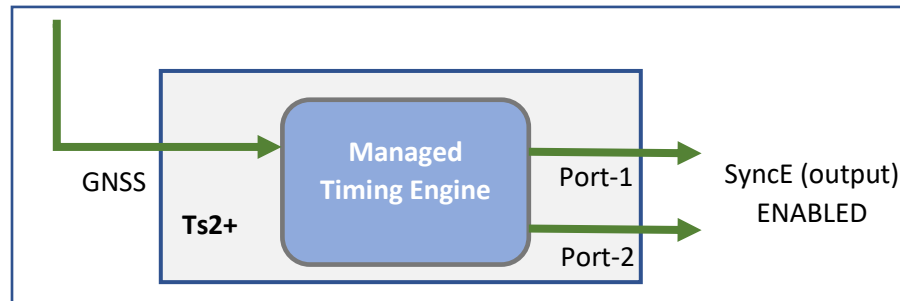 GNSS
Ts2+
Managed
Timing Engine
Port-1
Port-2
SyncE (output)
ENABLED